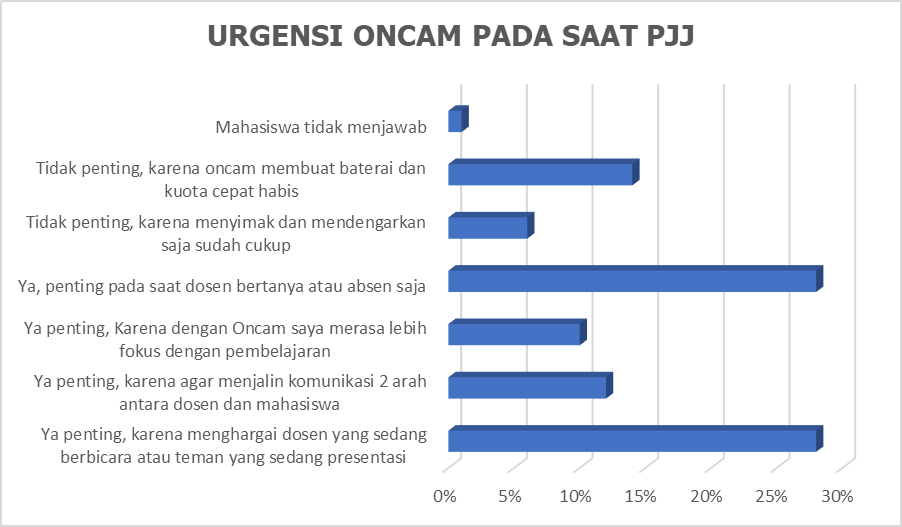 URGENSI ONCAM PADA SAAT PJJ
Mahasiswa tidak menjawab
Tidak penting, karena oncam membuat baterai dan
kuota cepat habis
Tidak penting, karena menyimak dan mendengarkan
saja sudah cukup
Ya, penting pada saat dosen bertanya atau absen saja
Ya penting, Karena dengan Oncam saya merasa lebih
fokus dengan pembelajaran
Ya penting, karena agar menjalin komunikasi 2 arah
antara dosen dan mahasiswa
Ya penting, karena menghargai dosen yang sedang
berbicara atau teman yang sedang presentasi
0% 5% 10% 15% 20% 25% 30%